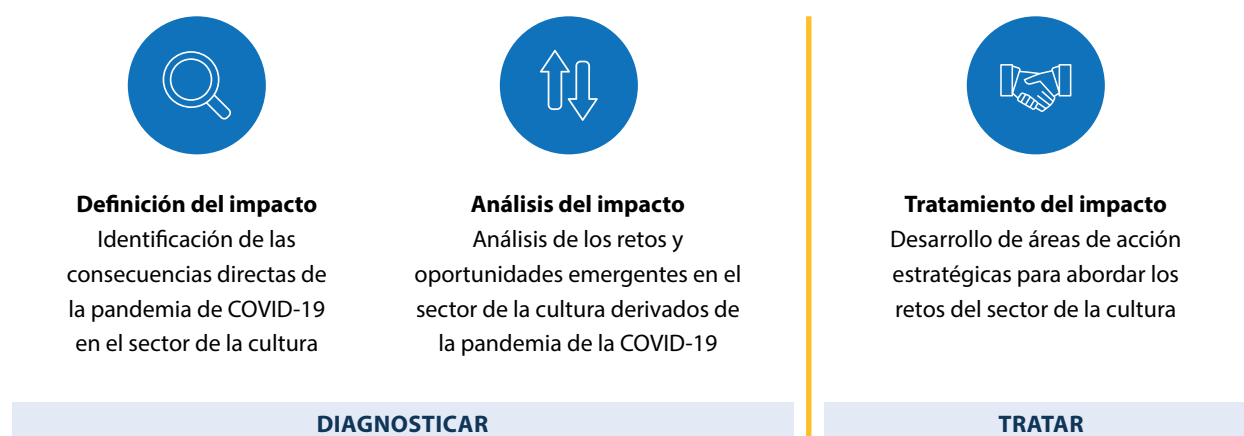 Definición del impacto
Identificación de las
consecuencias directas de
la pandemia de COVID-19
en el sector de la cultura
Análisis del impacto
Análisis de los retos y
oportunidades emergentes en el
sector de la cultura derivados de
la pandemia de la COVID-19
DIAGNOSTICAR
Tratamiento del impacto
Desarrollo de áreas de acción
estratégicas para abordar los
retos del sector de la cultura
TRATAR